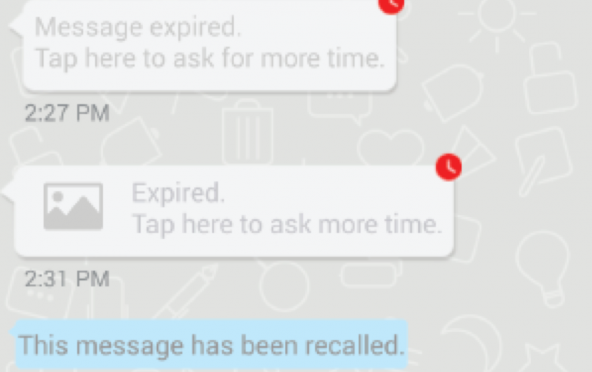 Message expired.
Tap here to ask for more time.
2:27 PM
Expired.
Tap here to ask more time.
2:31 PM
This message has been recalled.